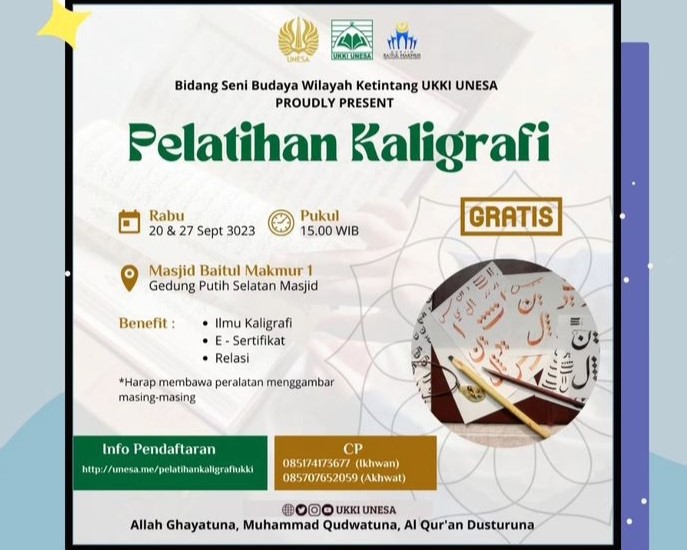 UNESA
UKKI UNESA
Bidang Seni Budaya Wilayah Ketintang UKKI UNESA
PROUDLY PRESENT
Pelatihan Kaligrafi
Rabu
20 & 27 Sept 3023
Pukul
15.00 WIB
GRATIS
Masjid Baitul Makmur 1
Gedung Putih Selatan Masjid
Benefit :
• Ilmu Kaligrafi
• E - Sertifikat
• Relasi
*Harap membawa peralatan menggambar
masing-masing
Info Pendaftaran
http://unesa.me/pelatihankaligrafiukki
CP
085174173677 (Ikhwan)
085707652059 (Akhwat)
UKKI UNESA
Allah Ghayatuna, Muhammad Qudwatuna, Al Qur'an Dusturuna